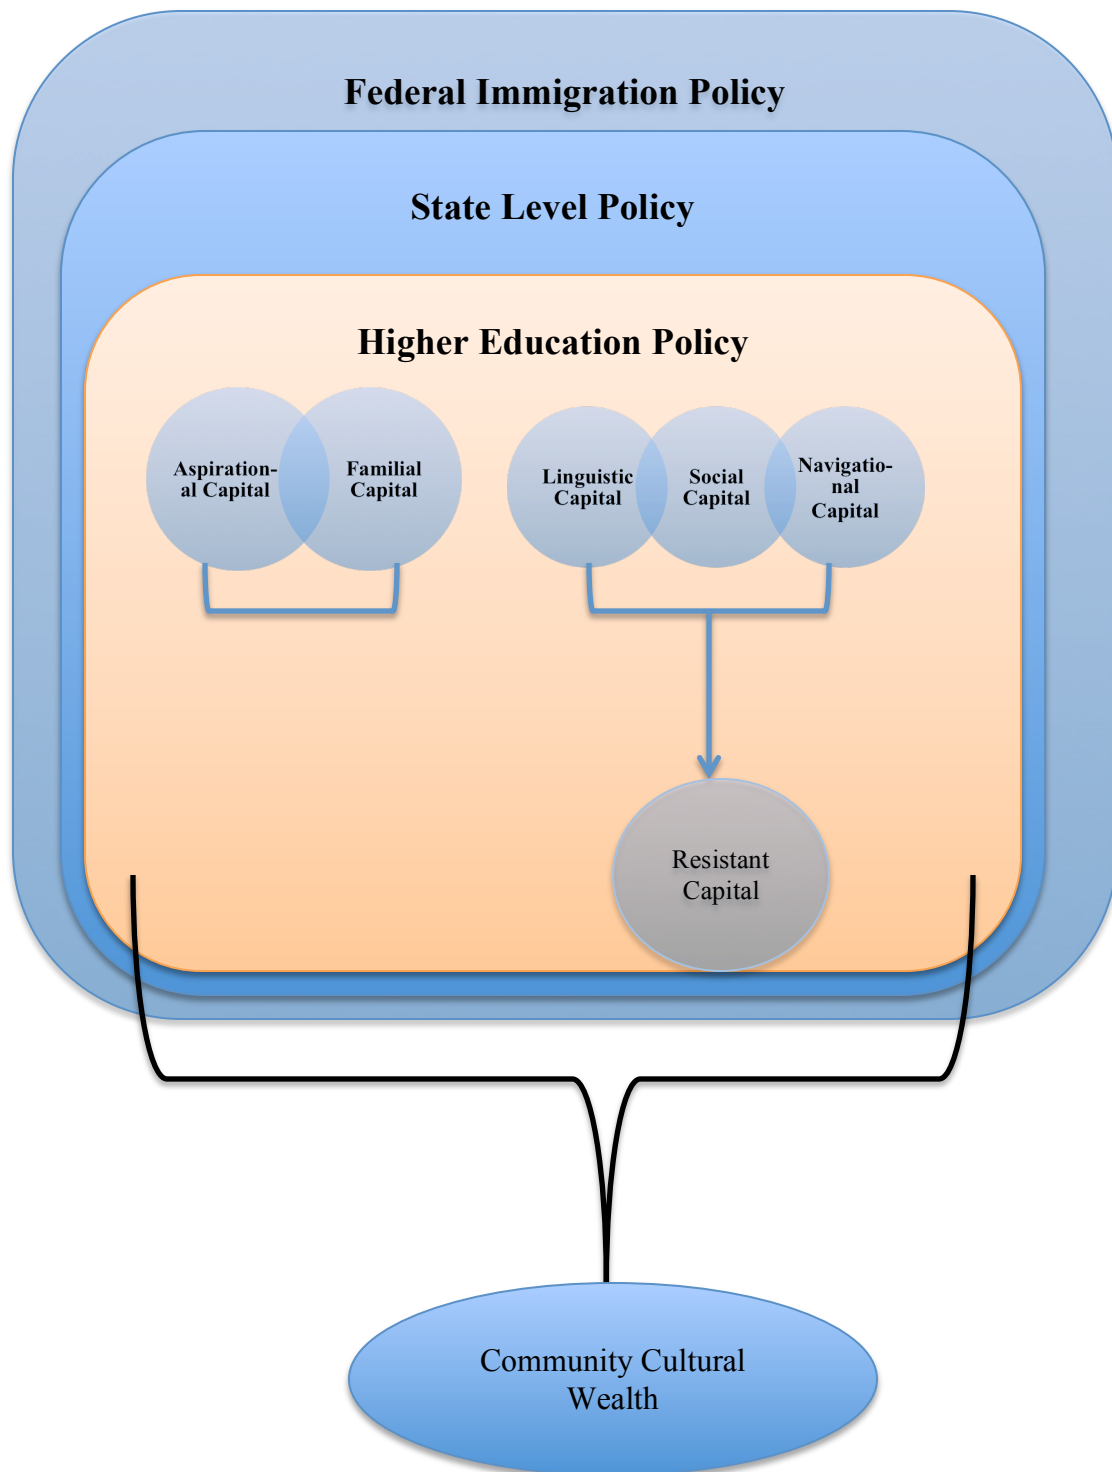 Federal Immigration Policy
State Level Policy
Higher Education Policy
Aspiration-
al Capital
Familial
Capital
Linguistic
Capital
Social
Capital
Navigatio-
nal
Capital
Resistant
Capital
Community Cultural
Wealth